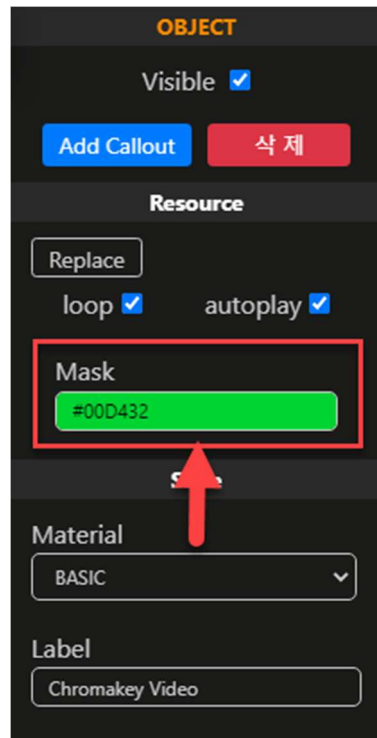 OBJECT
Visible
Add Callout 삭 제
Resource
Replace
loop autoplay
Mask
#00D432
Material
BASIC
Label
Chromakey Video